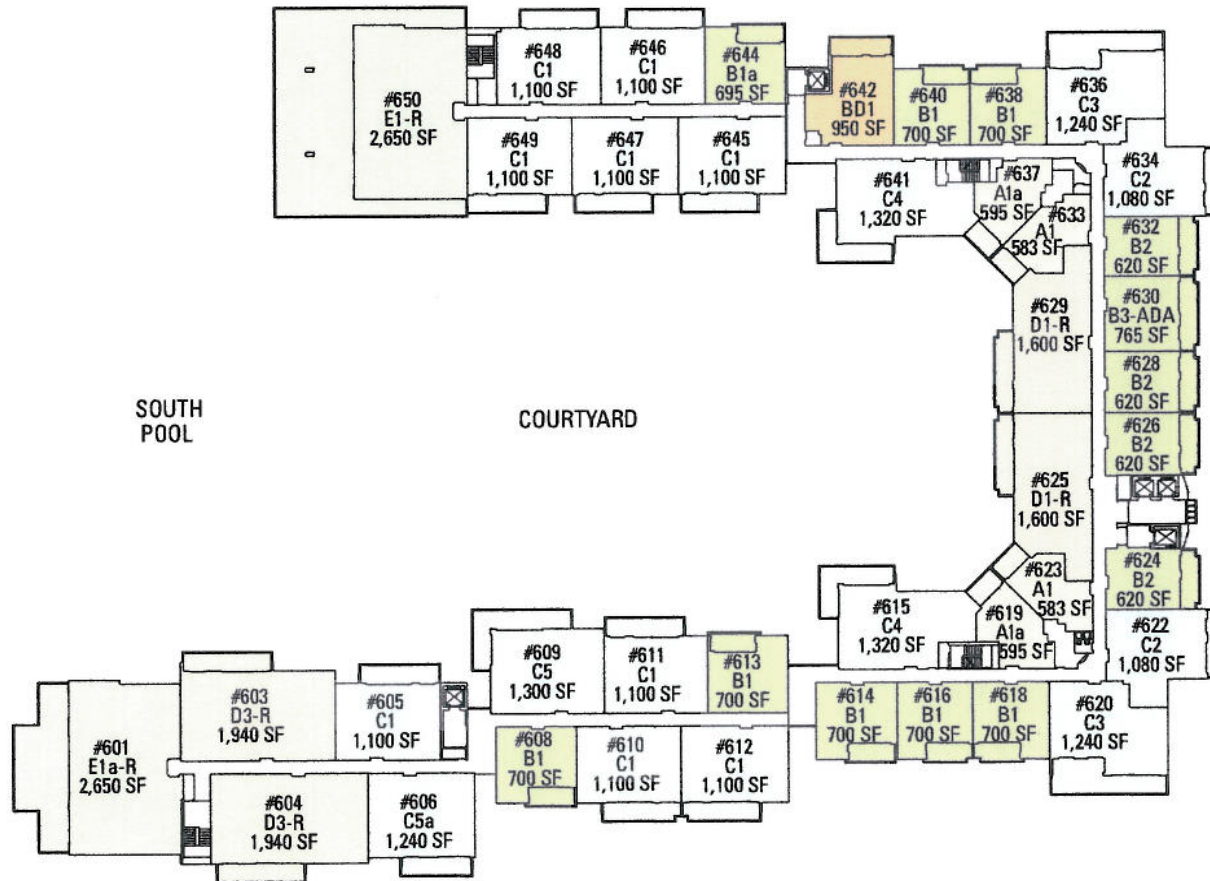 #650
E1-R
2,650 SF
#648
C1
1,100 SF
#646
C1
1,100 SF
#644
B1a
695 SF
#642
BD1
950 SF
#640
B1
700 SF
#638
B1
700 SF
#636
C3
1,240 SF
#649
C1
1,100 SF
#647
C1
1,100 SF
#645
C1
1,100 SF
#641
C4
1,320 SF
#637
A1a
595 SF
#633
A1
583 SF
#634
C2
1,080 SF
#632
B2
620 SF
#630
B3-ADA
765 SF
#629
D1-R
1,600 SF
#628
B2
620 SF
#626
B2
620 SF
SOUTH
POOL
COURTYARD
#625
D1-R
1,600 SF
#624
B2
620 SF
#623
A1
583 SF
#622
C2
1,080 SF
#615
C4
1,320 SF
#619
A1a
595 SF
#609
C5
1,300 SF
#611
C1
1,100 SF
#613
B1
700 SF
#603
D3-R
1,940 SF
#605
C1
1,100 SF
#614
B1
700 SF
#616
B1
700 SF
#618
B1
700 SF
#620
C3
1,240 SF
#601
E1a-R
2,650 SF
#608
B1
700 SF
#610
C1
1,100 SF
#612
C1
1,100 SF
#604
D3-R
1,940 SF
#606
C5a
1,240 SF